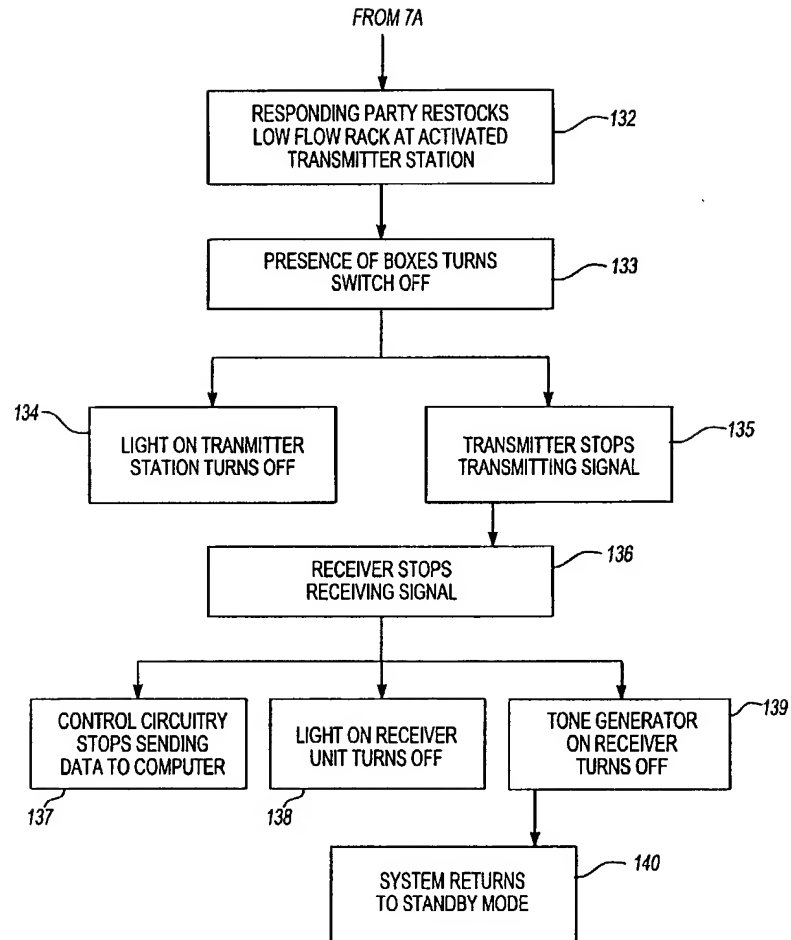 FROM 7A
RESPONDING PARTY RESTOCKS
LOW FLOW RACK AT ACTIVATED
TRANSMITTER STATION
132
PRESENCE OF BOXES TURNS
SWITCH OFF
133
134
LIGHT ON TRANMITTER
STATION TURNS OFF
TRANSMITTER STOPS
TRANSMITTING SIGNAL
135
RECEIVER STOPS
RECEIVING SIGNAL
136
CONTROL CIRCUITRY
STOPS SENDING
DATA TO COMPUTER
137
LIGHT ON RECEIVER
UNIT TURNS OFF
138
TONE GENERATOR
ON RECEIVER
TURNS OFF
139
SYSTEM RETURNS
TO STANDBY MODE
140